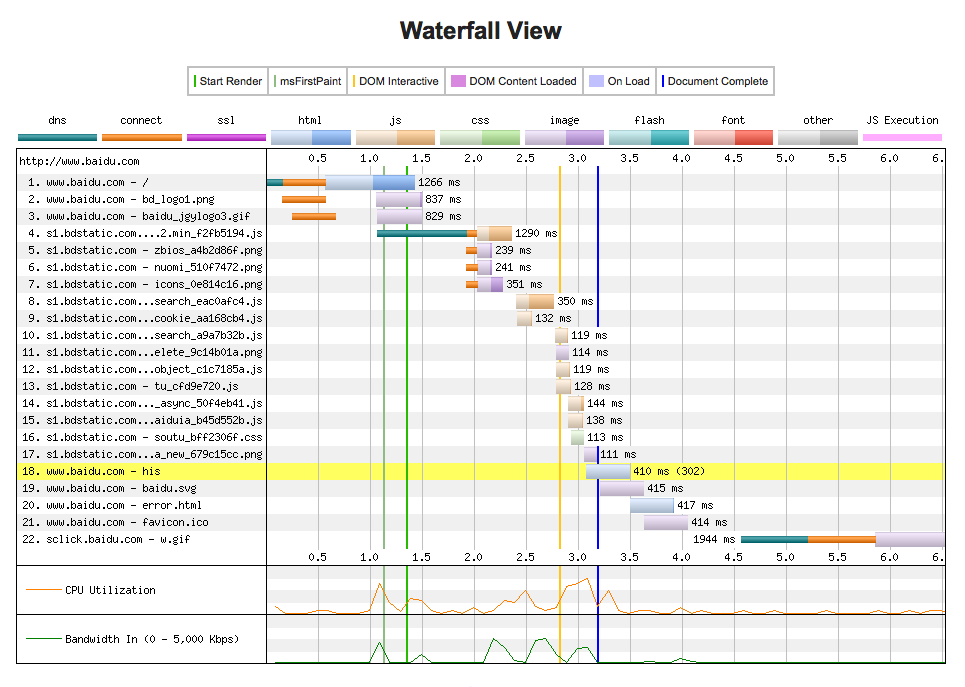 Waterfall View
Start Render msFirstPaint DOM Interactive DOM Content Loaded On Load Document Complete
dns connect ssl html js css image flash font other JS Execution
http://www.baidu.com 0.5 1.0 1.5 2.0 2.5 3.0 3.5 4.0 4.5 5.0 5.5 6.0 6.
1. www.baidu.com - / 1266 ms
2. www.baidu.com - bd_logo1.png 837 ms
3. www.baidu.com - baidu_jgylogo3.gif 829 ms
4. s1.bdstatic.com....2.min_f2fb5194.js 1290 ms
5. s1.bdstatic.com - zbios_a4b2d86f.png 239 ms
6. s1.bdstatic.com - nuomi_510f7472.png 241 ms
7. s1.bdstatic.com - icons_0e814c16.png 351 ms
8. s1.bdstatic.com...search_eac0afc4.js 350 ms
9. s1.bdstatic.com...cookie_aa168cb4.js 132 ms
10. s1.bdstatic.com...search_a9a7b32b.js 119 ms
11. s1.bdstatic.com...elete_9c14b01a.png 114 ms
12. s1.bdstatic.com...object_c1c7185a.js 119 ms
13. s1.bdstatic.com - tu_cfd9e720.js 128 ms
14. s1.bdstatic.com..._async_50f4eb41.js 144 ms
15. s1.bdstatic.com...aiduia_b45d552b.js 138 ms
16. s1.bdstatic.com - soutu_bff2306f.css 113 ms
17. s1.bdstatic.com...a_new_679c15cc.png 111 ms
18. www.baidu.com - his 410 ms (302)
19. www.baidu.com - baidu.svg 415 ms
20. www.baidu.com - error.html 417 ms
21. www.baidu.com - favicon.ico 414 ms
22. sclick.baidu.com - w.gif 1944 ms
0.5 1.0 1.5 2.0 2.5 3.0 3.5 4.0 4.5 5.0 5.5 6.0 6.
CPU Utilization
Bandwidth In (0 - 5,000 Kbps)